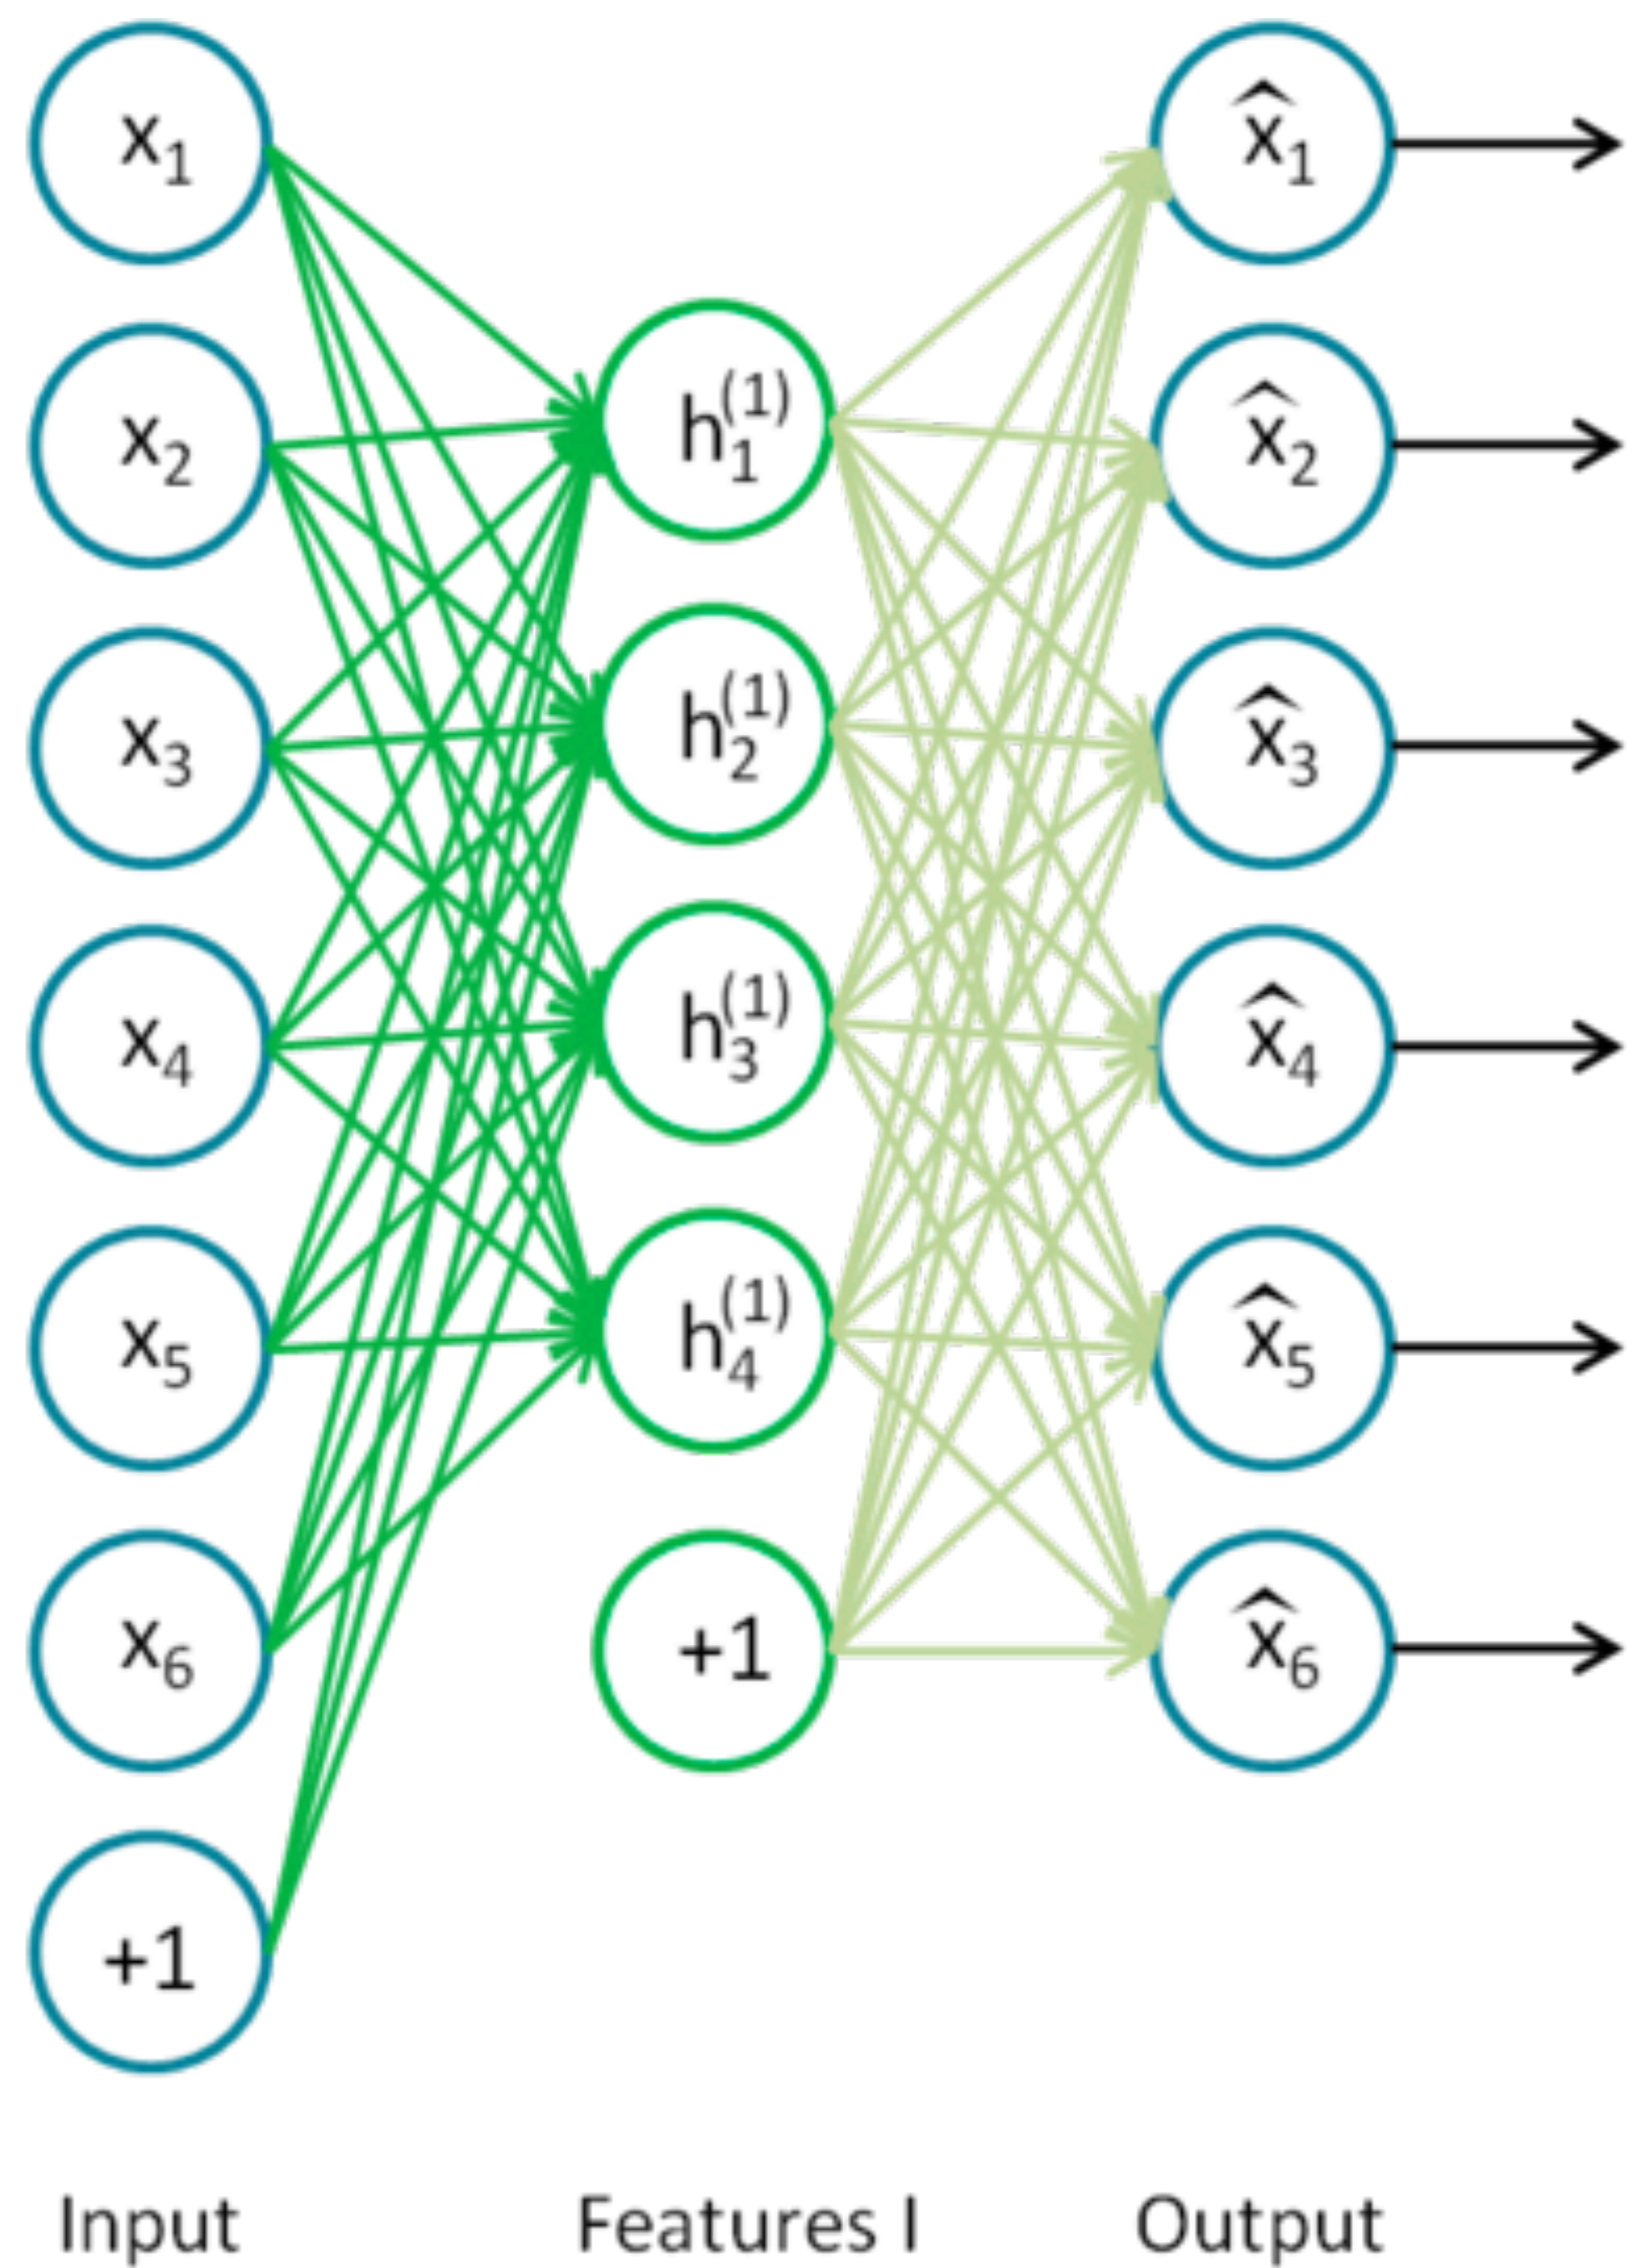 x₁
x₂
x₃
x₄
x₅
x₆
+1
h₁⁽¹⁾
h₂⁽¹⁾
h₃⁽¹⁾
h₄⁽¹⁾
+1
x̂₁
x̂₂
x̂₃
x̂₄
x̂₅
x̂₆
Input
Features I
Output